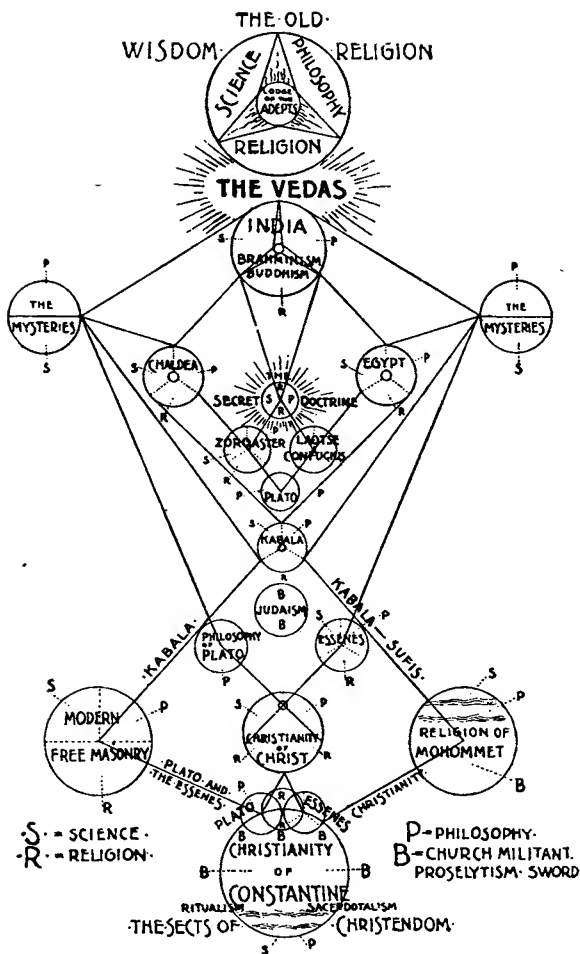 THE·OLD·
WISDOM· RELIGION
SCIENCE PHILOSOPHY
LODGE OF THE
ADEPTS
RELIGION
THE VEDAS
INDIA
S P
BRAHMINISM
BUDDHISM
R
P P
THE
MYSTERIES
THE
MYSTERIES
S S
CHALDEA
S P
R
EGYPT
S P
R
THE
SECRET DOCTRINE
S P
R
P
ZOROASTER
S
R
LAOTSE
CONFUCIUS
PLATO
P P
S P
KABALA
R
B
JUDAISM
B
·KABALA·
P
KABALA—SUFIS·
PHILOSOPHY
OF
PLATO
P
S
ESSENES
R
S P
MODERN
FREE MASONRY
R
S P
CHRISTIANITY
OF
CHRIST
R R
S
P
RELIGION OF
MOHOMMET
B
·PLATO·AND·
THE·ESSENES·
CHRISTIANITY
P
PLATO ESSENES
R
B B B
CHRISTIANITY
B OF B
CONSTANTINE
RITUALISM SACERDOTALISM
·THE SECTS OF CHRISTENDOM·
S P
·S· = SCIENCE·
·R· = RELIGION·
P=PHILOSOPHY·
B=CHURCH MILITANT.
PROSELYTISM· SWORD